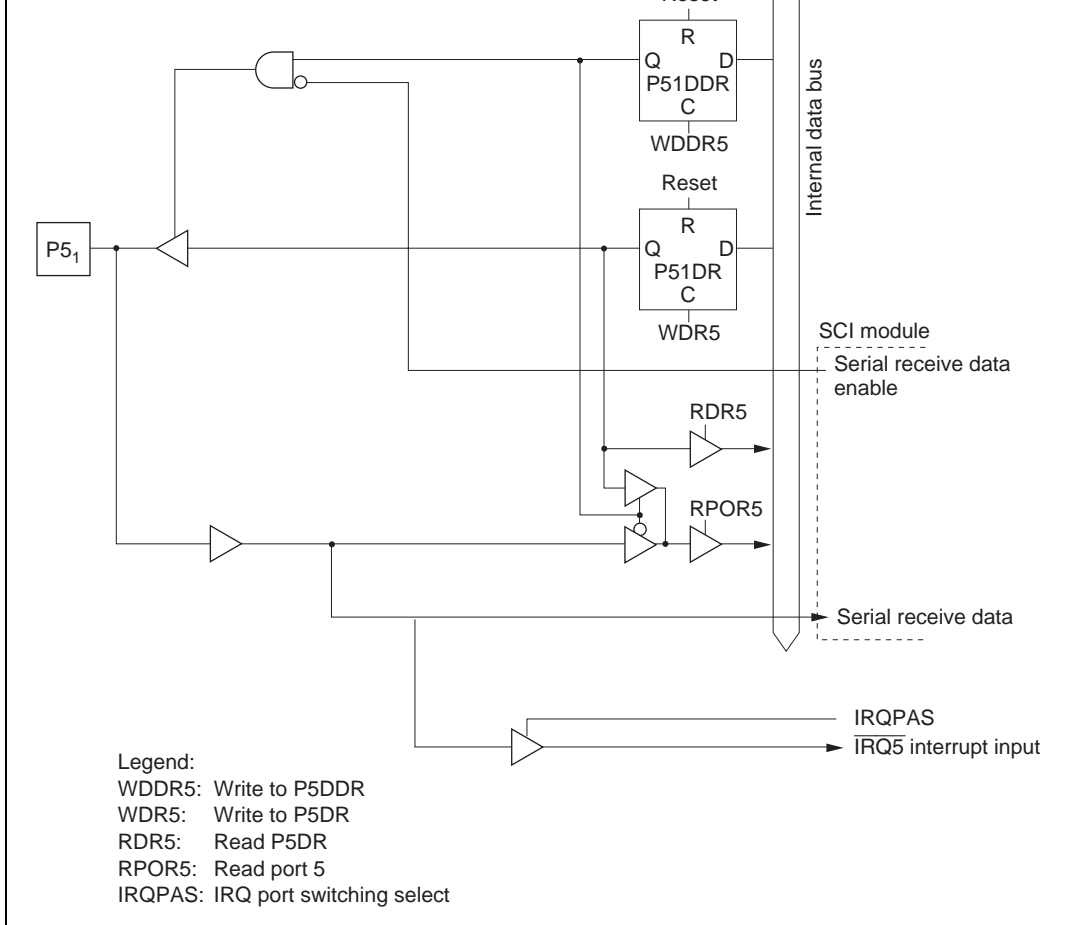 R
Q D
P51DDR
C
WDDR5
Internal data bus
Reset
R
Q D
P51DR
C
WDR5
P5₁
SCI module
Serial receive data
enable
RDR5
RPOR5
Serial receive data
IRQPAS
I̅R̅Q̅5̅ interrupt input
Legend:
WDDR5: Write to P5DDR
WDR5: Write to P5DR
RDR5: Read P5DR
RPOR5: Read port 5
IRQPAS: IRQ port switching select